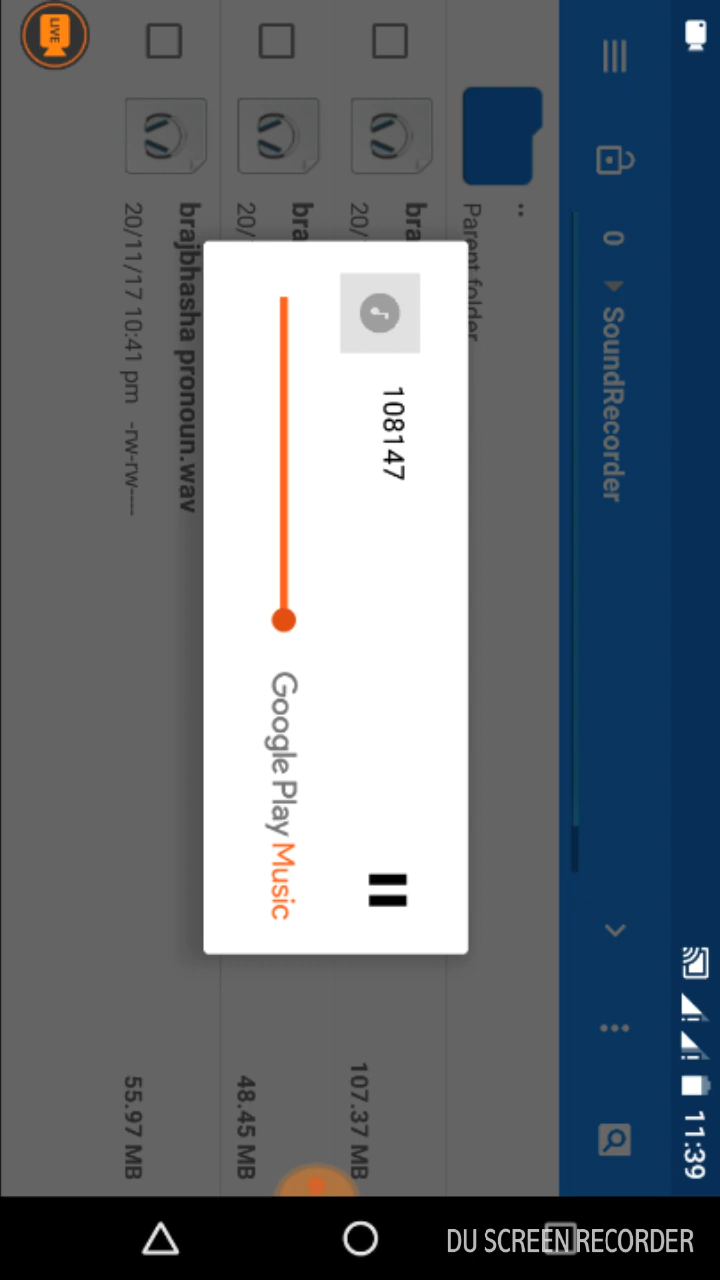 11:39
0 SoundRecorder
..
Parent folder
bra
20/
107.37 MB
bra
20/
48.45 MB
brajbhasha pronoun.wav
20/11/17 10:41 pm -rw-rw----
55.97 MB
108147
Google Play Music
LIVE
DU SCREEN RECORDER